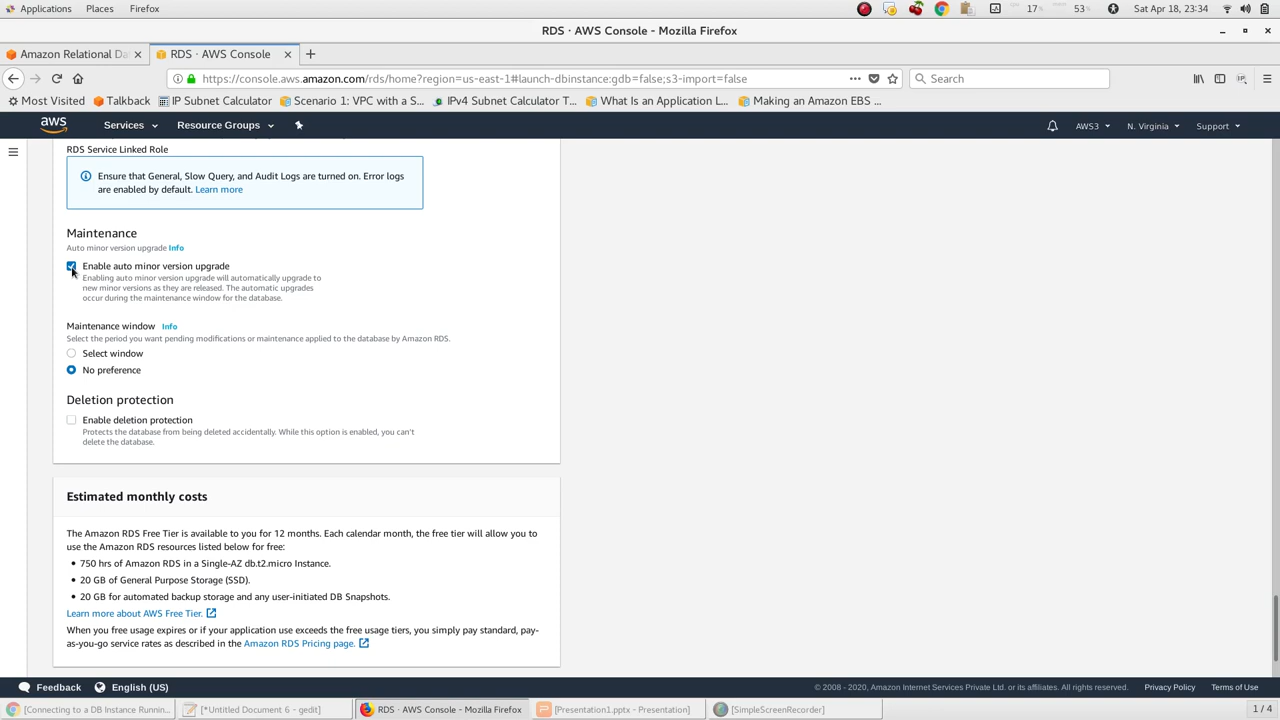 Applications Places Firefox 17% 53% Sat Apr 18, 23:34
RDS · AWS Console - Mozilla Firefox
Amazon Relational Da RDS · AWS Console
https://console.aws.amazon.com/rds/home?region=us-east-1#launch-dbinstance:gdb=false;s3-import=false Search
Most Visited Talkback IP Subnet Calculator Scenario 1: VPC with a S... IPv4 Subnet Calculator T... What Is an Application L... Making an Amazon EBS ...
aws Services Resource Groups AWS3 N. Virginia Support
RDS Service Linked Role
Ensure that General, Slow Query, and Audit Logs are turned on. Error logs
are enabled by default. Learn more
Maintenance
Auto minor version upgrade Info
Enable auto minor version upgrade
Enabling auto minor version upgrade will automatically upgrade to
new minor versions as they are released. The automatic upgrades
occur during the maintenance window for the database.
Maintenance window Info
Select the period you want pending modifications or maintenance applied to the database by Amazon RDS.
Select window
No preference
Deletion protection
Enable deletion protection
Protects the database from being deleted accidentally. While this option is enabled, you can't
delete the database.
Estimated monthly costs
The Amazon RDS Free Tier is available to you for 12 months. Each calendar month, the free tier will allow you to
use the Amazon RDS resources listed below for free:
• 750 hrs of Amazon RDS in a Single-AZ db.t2.micro Instance.
• 20 GB of General Purpose Storage (SSD).
• 20 GB for automated backup storage and any user-initiated DB Snapshots.
Learn more about AWS Free Tier.
When you free usage expires or if your application use exceeds the free usage tiers, you simply pay standard, pay-
as-you-go service rates as described in the Amazon RDS Pricing page.
Feedback English (US) © 2008 - 2020, Amazon Internet Services Private Ltd. or its affiliates. All rights reserved. Privacy Policy Terms of Use
[Connecting to a DB Instance Runnin... [*Untitled Document 6 - gedit] RDS · AWS Console - Mozilla Firefox [Presentation1.pptx - Presentation] [SimpleScreenRecorder] 1 / 4